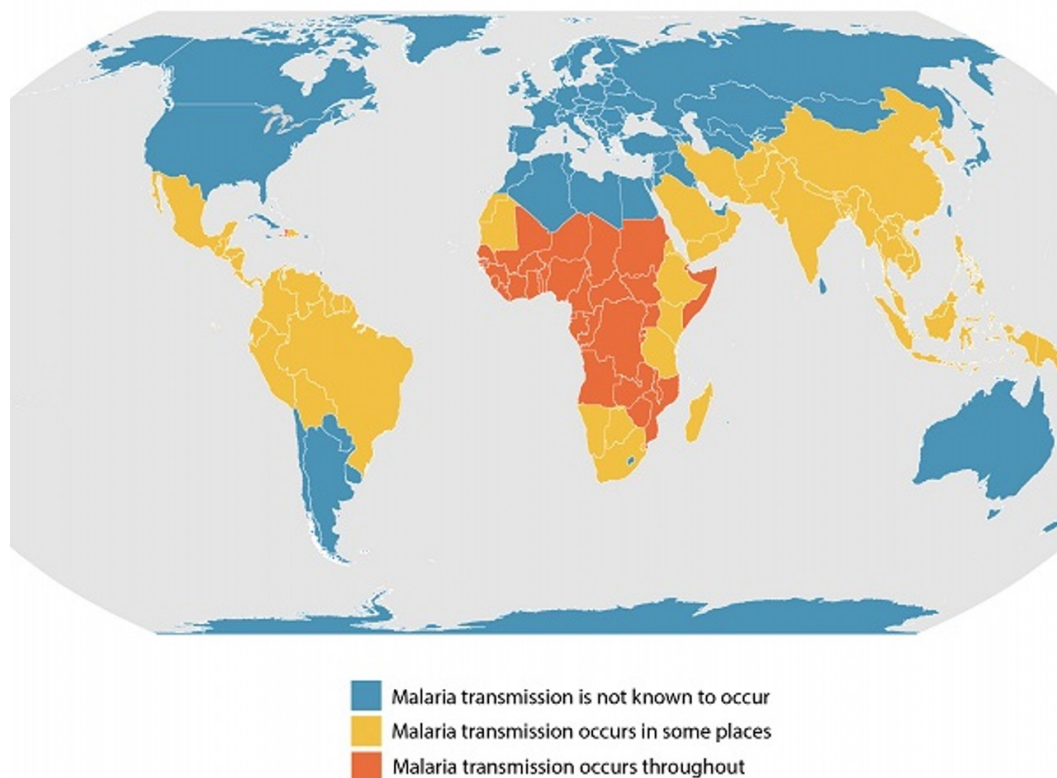 Malaria transmission is not known to occur
Malaria transmission occurs in some places
Malaria transmission occurs throughout